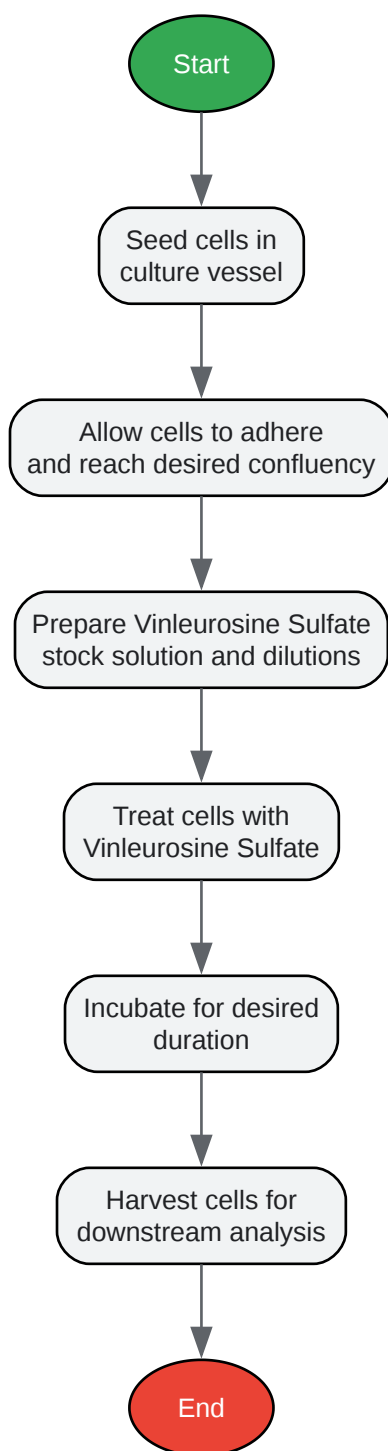 Start
Seed cells in
culture vessel
Allow cells to adhere
and reach desired confluency
Prepare Vinleurosine Sulfate
stock solution and dilutions
Treat cells with
Vinleurosine Sulfate
Incubate for desired
duration
Harvest cells for
downstream analysis
End